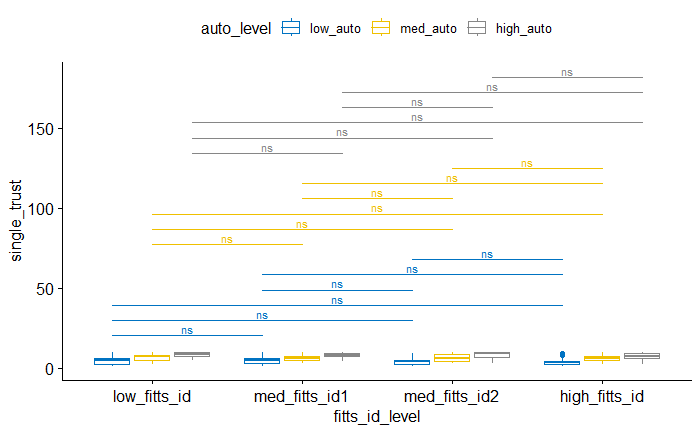 auto_level low_auto med_auto high_auto
ns
ns
ns
ns
150
ns
ns
ns
ns
100
ns
ns
ns
ns
ns
50
ns
ns
ns
ns
ns
0
low_fitts_id med_fitts_id1 med_fitts_id2 high_fitts_id
fitts_id_level
single_trust